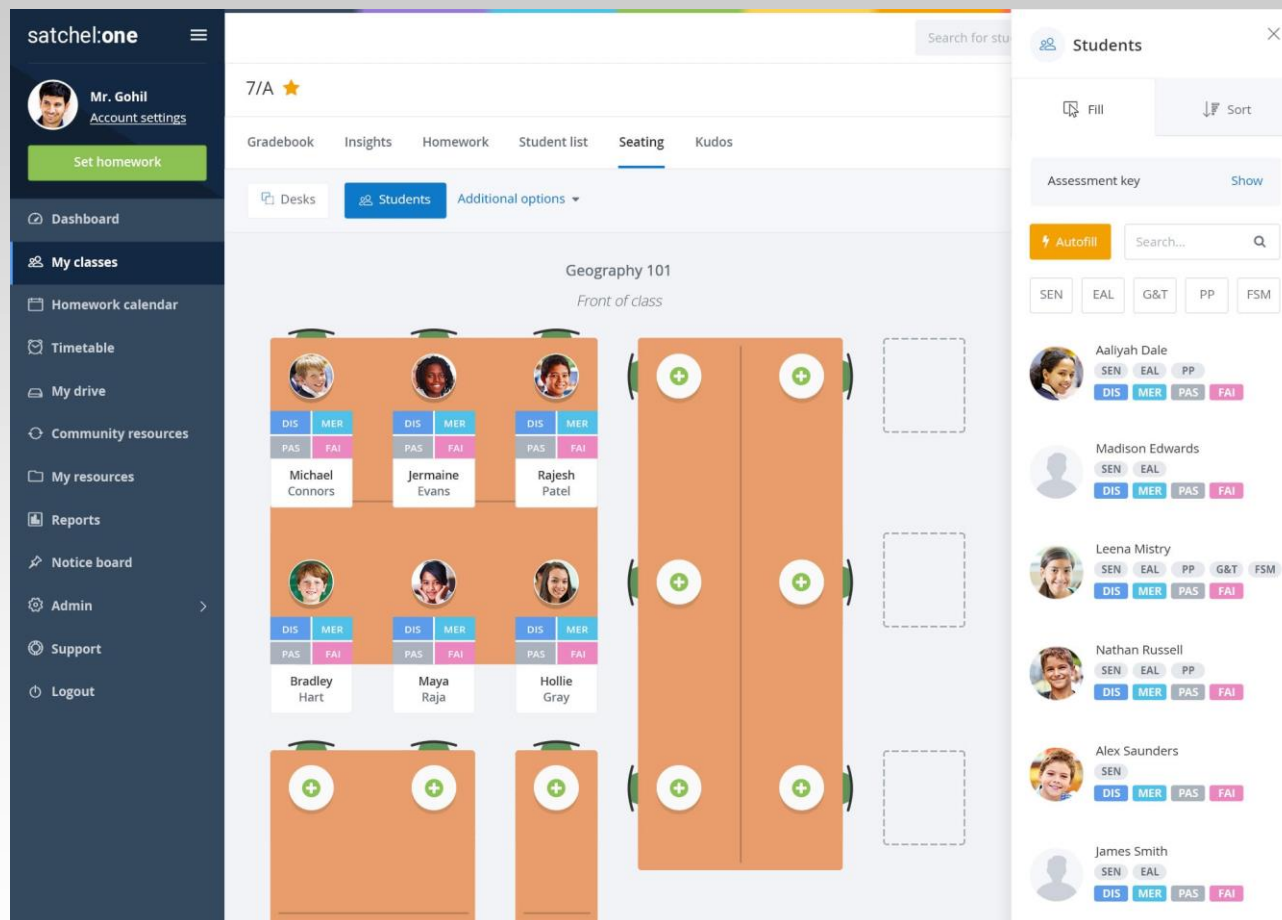 satchel:one
Mr. Gohil
Account settings
Set homework
Dashboard
My classes
Homework calendar
Timetable
My drive
Community resources
My resources
Reports
Notice board
Admin
Support
Logout
Search for stu
7/A
Gradebook Insights Homework Student list Seating Kudos
Desks Students Additional options
Geography 101
Front of class
DIS MER DIS MER DIS MER
PAS FAI PAS FAI PAS FAI
Michael Jermaine Rajesh
Connors Evans Patel
DIS MER DIS MER DIS MER
PAS FAI PAS FAI PAS FAI
Bradley Maya Hollie
Hart Raja Gray
Students
Fill Sort
Assessment key Show
Autofill Search...
SEN EAL G&T PP FSM
Aaliyah Dale
SEN EAL PP
DIS MER PAS FAI
Madison Edwards
SEN EAL
DIS MER PAS FAI
Leena Mistry
SEN EAL PP G&T FSM
DIS MER PAS FAI
Nathan Russell
SEN EAL PP
DIS MER PAS FAI
Alex Saunders
SEN
DIS MER PAS FAI
James Smith
SEN EAL
DIS MER PAS FAI